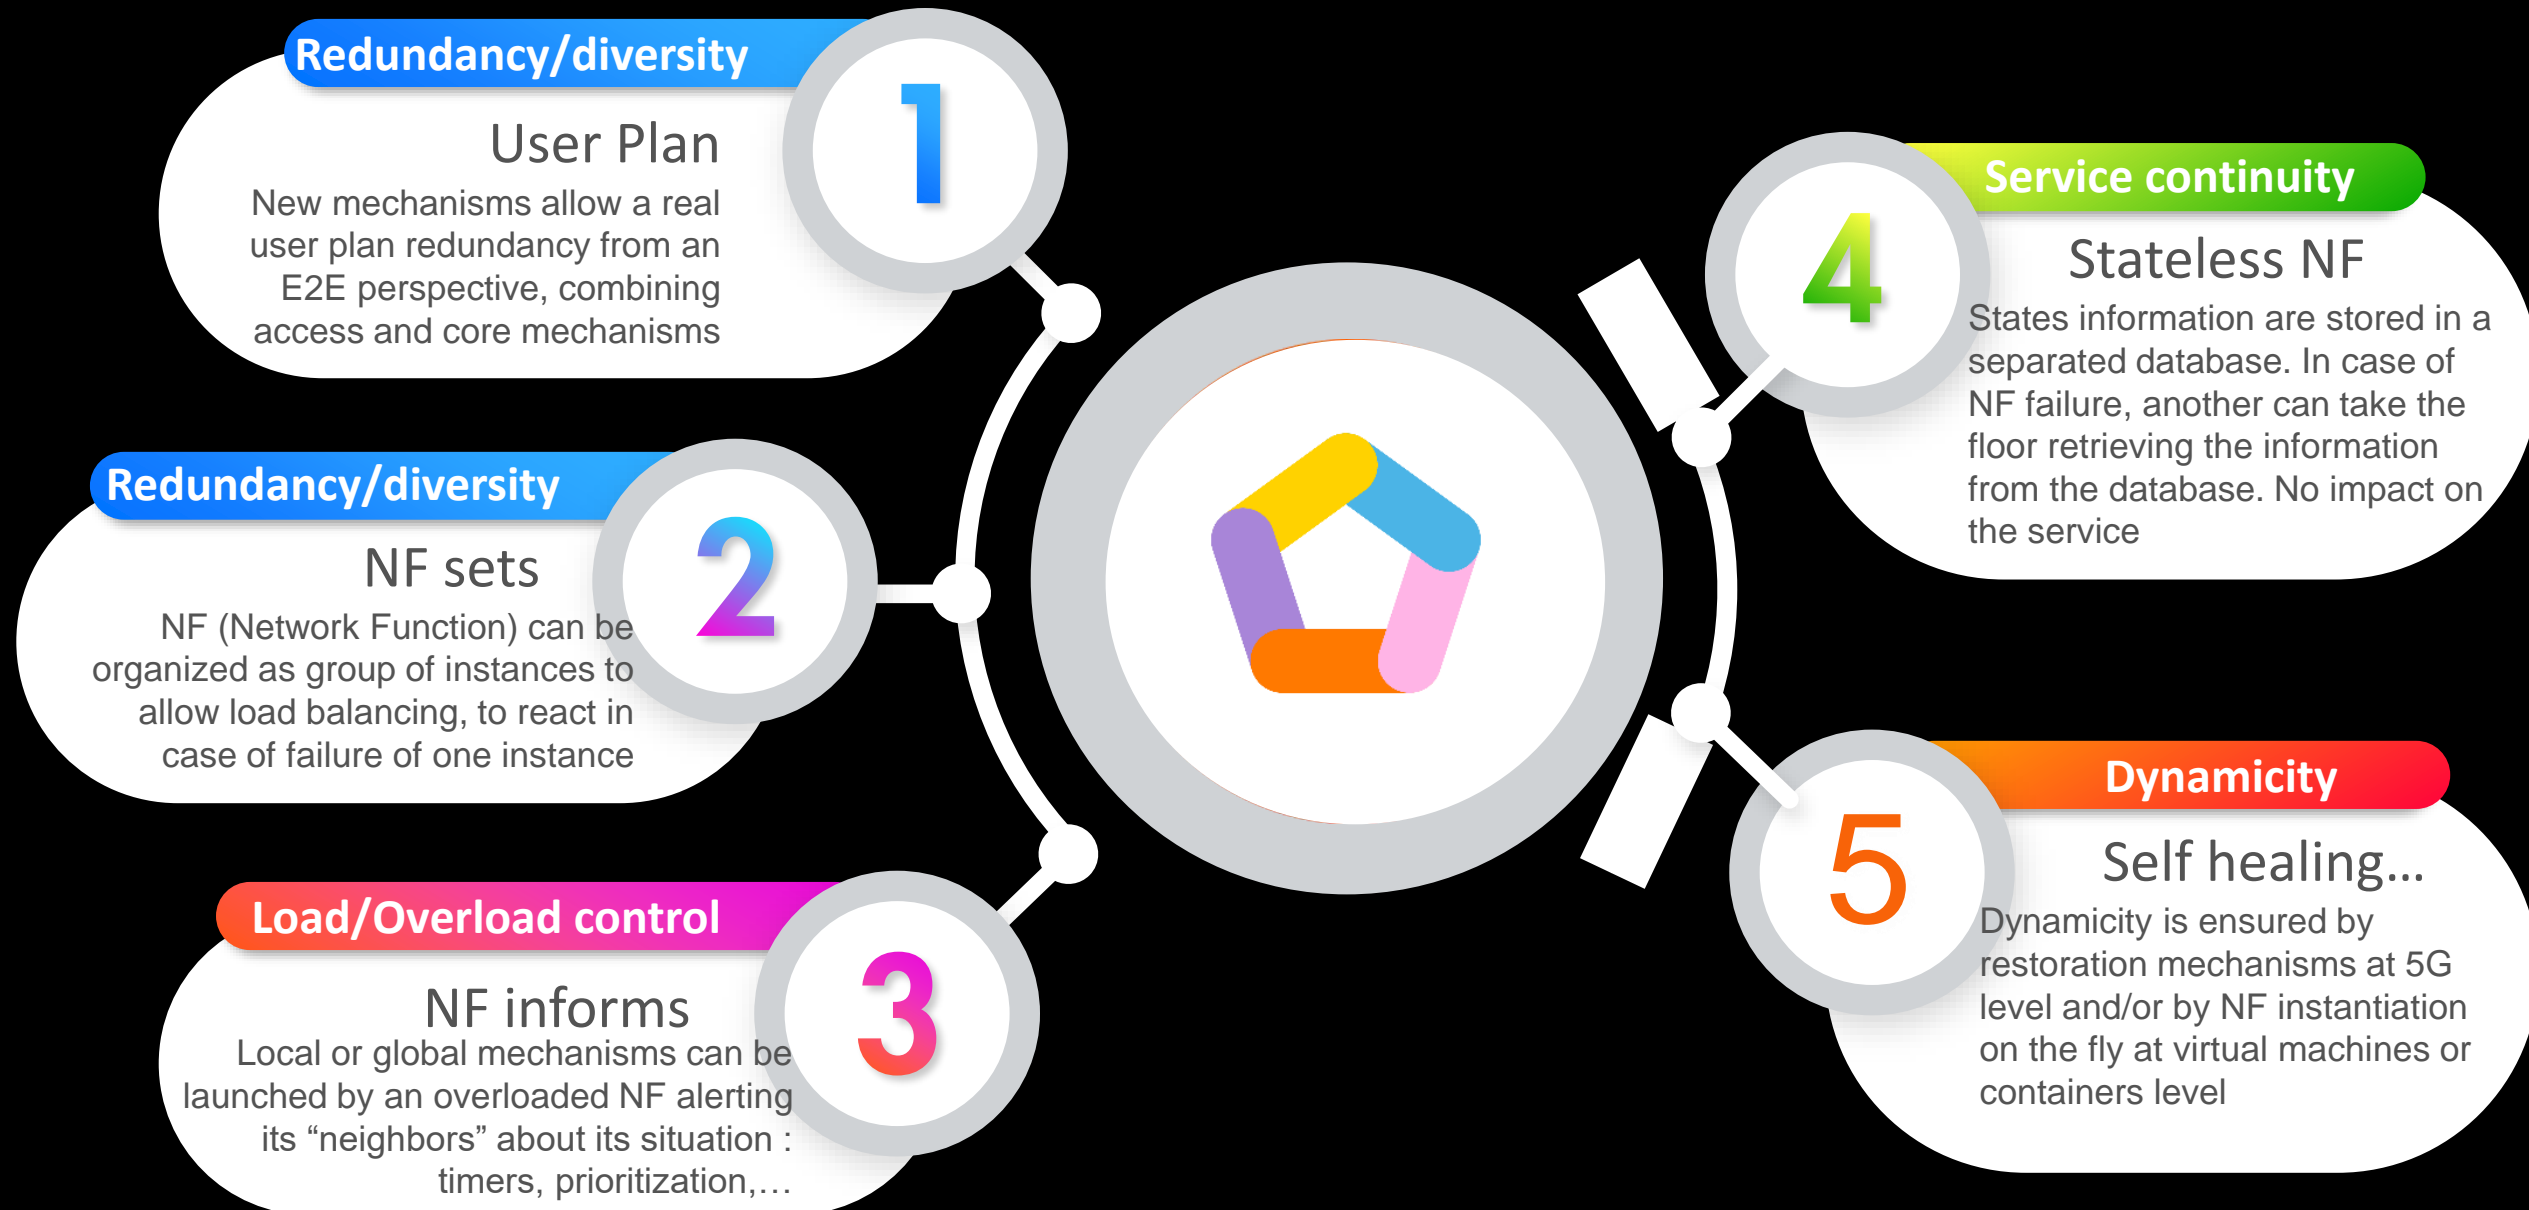 Redundancy/diversity
1
User Plan
New mechanisms allow a real
user plan redundancy from an
E2E perspective, combining
access and core mechanisms
Redundancy/diversity
2
NF sets
NF (Network Function) can be
organized as group of instances to
allow load balancing, to react in
case of failure of one instance
Load/Overload control
3
NF informs
Local or global mechanisms can be
launched by an overloaded NF alerting
its “neighbors” about its situation :
timers, prioritization,…
4
Service continuity
Stateless NF
States information are stored in a
separated database. In case of
NF failure, another can take the
floor retrieving the information
from the database. No impact on
the service
5
Dynamicity
Self healing…
Dynamicity is ensured by
restoration mechanisms at 5G
level and/or by NF instantiation
on the fly at virtual machines or
containers level